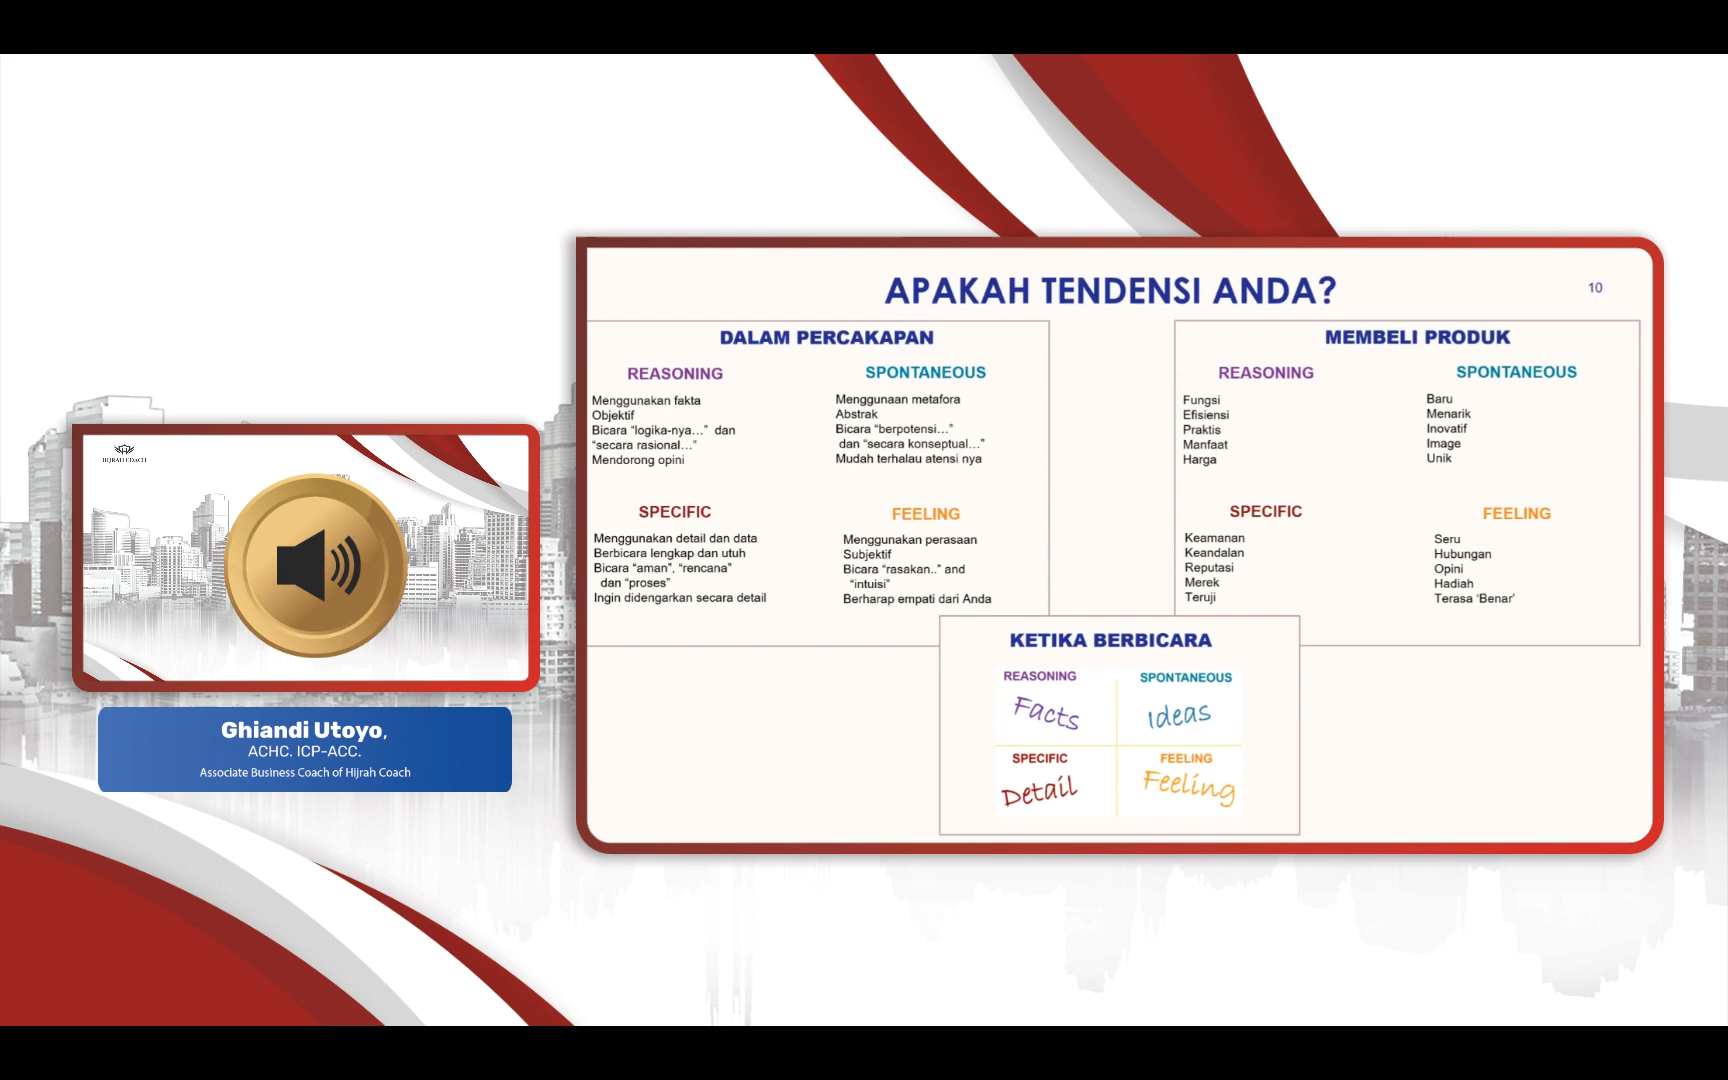 HIJRAH COACH
Ghiandi Utoyo,
ACHC. ICP-ACC.
Associate Business Coach of Hijrah Coach
APAKAH TENDENSI ANDA?
10
DALAM PERCAKAPAN
REASONING
Menggunakan fakta
Objektif
Bicara “logika-nya...” dan
“secara rasional...”
Mendorong opini
SPONTANEOUS
Menggunaan metafora
Abstrak
Bicara “berpotensi...”
dan “secara konseptual...”
Mudah terhalau atensi nya
SPECIFIC
Menggunakan detail dan data
Berbicara lengkap dan utuh
Bicara “aman”, “rencana”
dan “proses”
Ingin didengarkan secara detail
FEELING
Menggunakan perasaan
Subjektif
Bicara “rasakan..” and
“intuisi”
Berharap empati dari Anda
MEMBELI PRODUK
REASONING
Fungsi
Efisiensi
Praktis
Manfaat
Harga
SPONTANEOUS
Baru
Menarik
Inovatif
Image
Unik
SPECIFIC
Keamanan
Keandalan
Reputasi
Merek
Teruji
FEELING
Seru
Hubungan
Opini
Hadiah
Terasa ‘Benar’
KETIKA BERBICARA
REASONING
Facts
SPONTANEOUS
Ideas
SPECIFIC
Detail
FEELING
Feeling